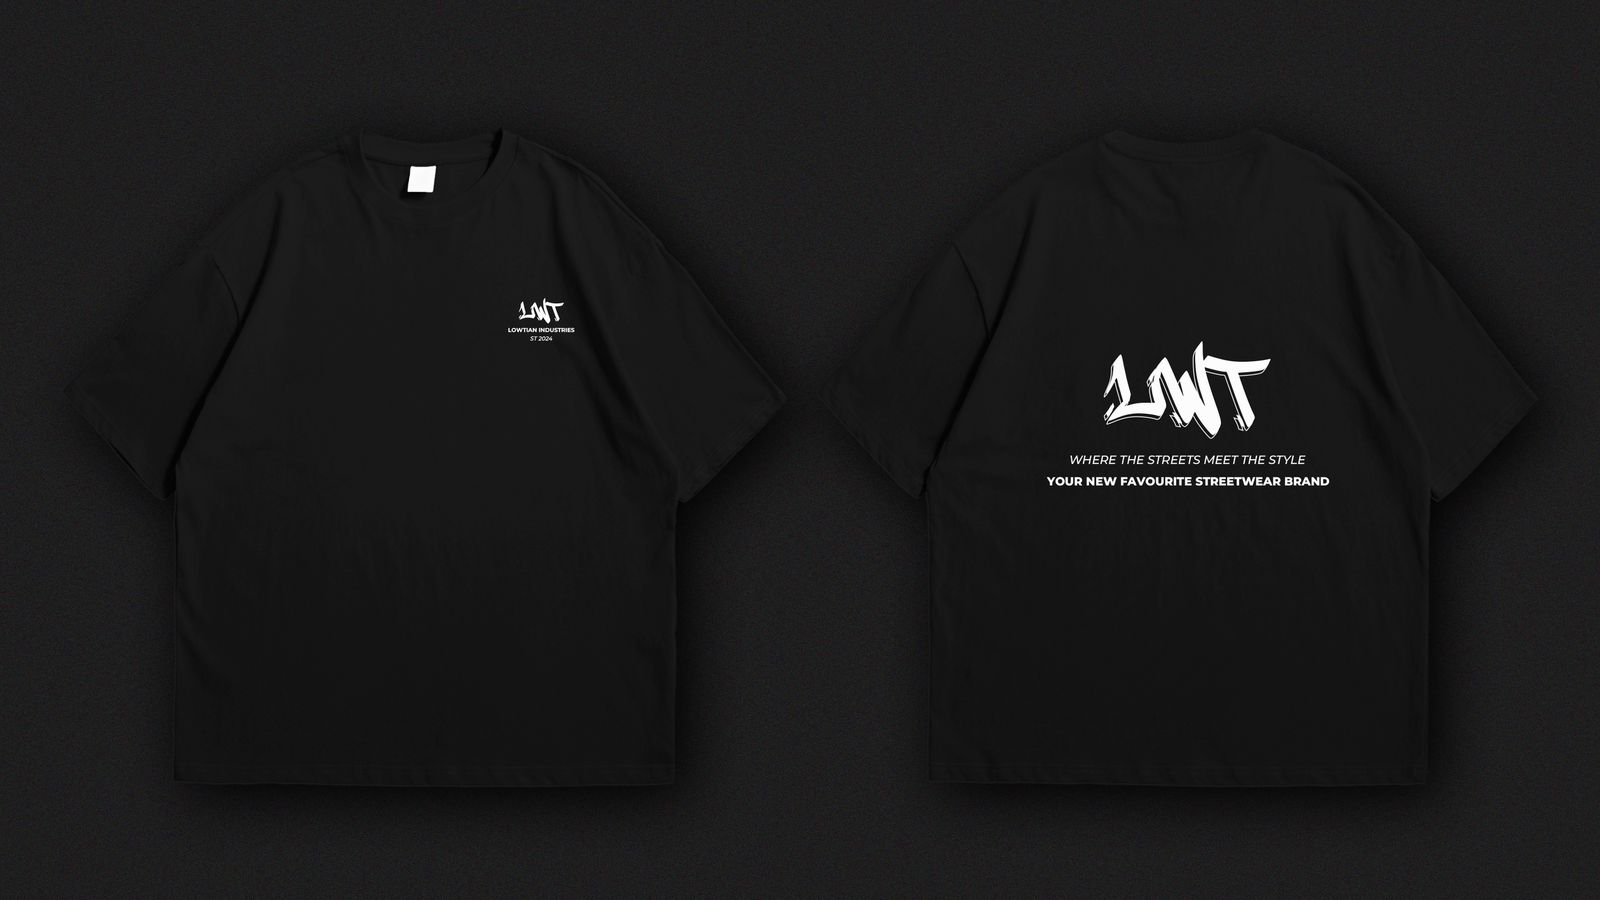 LWT
LOWTIAN INDUSTRIES
ST 2024
LWT
WHERE THE STREETS MEET THE STYLE
YOUR NEW FAVOURITE STREETWEAR BRAND